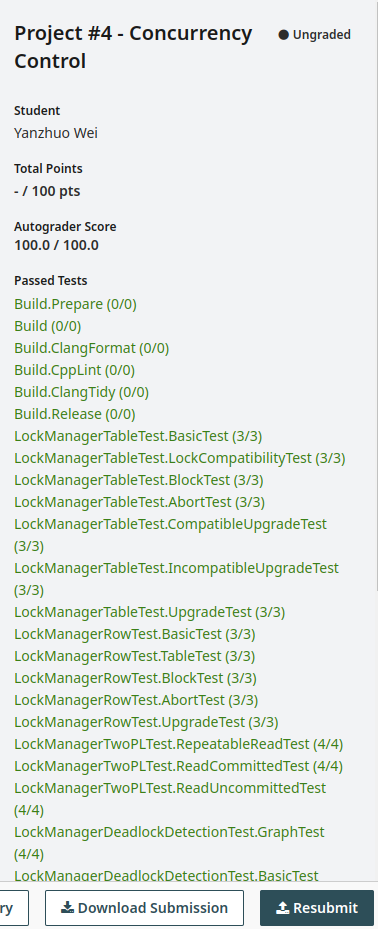 Project #4 - Concurrency
Control
Ungraded
Student
Yanzhuo Wei
Total Points
- / 100 pts
Autograder Score
100.0 / 100.0
Passed Tests
Build.Prepare (0/0)
Build (0/0)
Build.ClangFormat (0/0)
Build.CppLint (0/0)
Build.ClangTidy (0/0)
Build.Release (0/0)
LockManagerTableTest.BasicTest (3/3)
LockManagerTableTest.LockCompatibilityTest (3/3)
LockManagerTableTest.BlockTest (3/3)
LockManagerTableTest.AbortTest (3/3)
LockManagerTableTest.CompatibleUpgradeTest
(3/3)
LockManagerTableTest.IncompatibleUpgradeTest
(3/3)
LockManagerTableTest.UpgradeTest (3/3)
LockManagerRowTest.BasicTest (3/3)
LockManagerRowTest.TableTest (3/3)
LockManagerRowTest.BlockTest (3/3)
LockManagerRowTest.AbortTest (3/3)
LockManagerRowTest.UpgradeTest (3/3)
LockManagerTwoPLTest.RepeatableReadTest (4/4)
LockManagerTwoPLTest.ReadCommittedTest (4/4)
LockManagerTwoPLTest.ReadUncommittedTest
(4/4)
LockManagerDeadlockDetectionTest.GraphTest
(4/4)
LockManagerDeadlockDetectionTest.BasicTest
ry
Download Submission
Resubmit